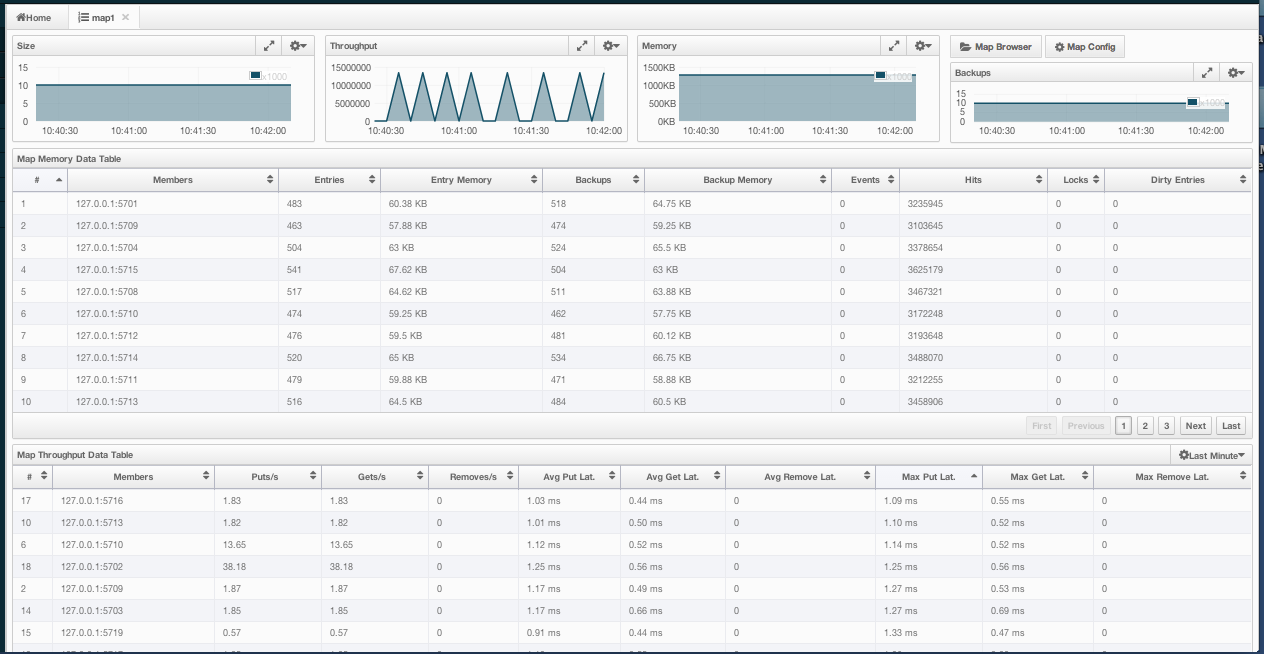 Home map1
Size Throughput Memory Map Browser Map Config
Backups
15 10 5 0
x1000
10:40:30 10:41:00 10:41:30 10:42:00
15000000 10000000 5000000 0
10:40:30 10:41:00 10:41:30 10:42:00
1500KB 1000KB 500KB 0KB
x1000
10:40:30 10:41:00 10:41:30 10:42:00
15 10 5 0
x1000
10:40:30 10:41:00 10:41:30 10:42:00
Map Memory Data Table
# Members Entries Entry Memory Backups Backup Memory Events Hits Locks Dirty Entries
1 127.0.0.1:5701 483 60.38 KB 518 64.75 KB 0 3235945 0 0
2 127.0.0.1:5709 463 57.88 KB 474 59.25 KB 0 3103645 0 0
3 127.0.0.1:5704 504 63 KB 524 65.5 KB 0 3378654 0 0
4 127.0.0.1:5715 541 67.62 KB 504 63 KB 0 3625179 0 0
5 127.0.0.1:5708 517 64.62 KB 511 63.88 KB 0 3467321 0 0
6 127.0.0.1:5710 474 59.25 KB 462 57.75 KB 0 3172248 0 0
7 127.0.0.1:5712 476 59.5 KB 481 60.12 KB 0 3193648 0 0
8 127.0.0.1:5714 520 65 KB 534 66.75 KB 0 3488070 0 0
9 127.0.0.1:5711 479 59.88 KB 471 58.88 KB 0 3212255 0 0
10 127.0.0.1:5713 516 64.5 KB 484 60.5 KB 0 3458906 0 0
First Previous 1 2 3 Next Last
Map Throughput Data Table Last Minute
# Members Puts/s Gets/s Removes/s Avg Put Lat. Avg Get Lat. Avg Remove Lat. Max Put Lat. Max Get Lat. Max Remove Lat.
17 127.0.0.1:5716 1.83 1.83 0 1.03 ms 0.44 ms 0 1.09 ms 0.55 ms 0
10 127.0.0.1:5713 1.82 1.82 0 1.01 ms 0.50 ms 0 1.10 ms 0.52 ms 0
6 127.0.0.1:5710 13.65 13.65 0 1.12 ms 0.52 ms 0 1.14 ms 0.52 ms 0
18 127.0.0.1:5702 38.18 38.18 0 1.25 ms 0.56 ms 0 1.25 ms 0.56 ms 0
2 127.0.0.1:5709 1.87 1.87 0 1.17 ms 0.49 ms 0 1.27 ms 0.53 ms 0
14 127.0.0.1:5703 1.85 1.85 0 1.17 ms 0.66 ms 0 1.27 ms 0.69 ms 0
15 127.0.0.1:5719 0.57 0.57 0 0.91 ms 0.44 ms 0 1.33 ms 0.47 ms 0